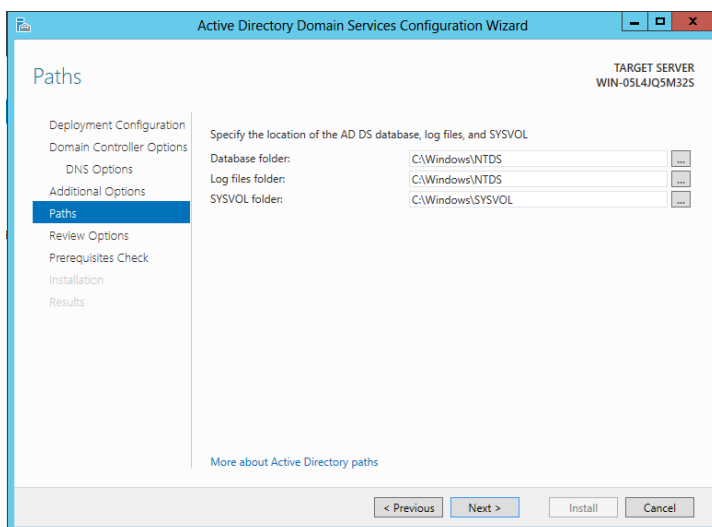 Active Directory Domain Services Configuration Wizard
Paths
TARGET SERVER
WIN-05L4JQ5M32S
Deployment Configuration
Domain Controller Options
DNS Options
Additional Options
Paths
Review Options
Prerequisites Check
Installation
Results
Specify the location of the AD DS database, log files, and SYSVOL
Database folder: C:\Windows\NTDS ...
Log files folder: C:\Windows\NTDS ...
SYSVOL folder: C:\Windows\SYSVOL ...
More about Active Directory paths
< Previous Next > Install Cancel